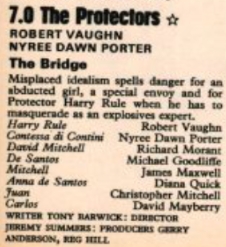 7.0 The Protectors ☆
ROBERT VAUGHN
NYREE DAWN PORTER
The Bridge
Misplaced idealism spells danger for an
abducted girl, a special envoy and for
Protector Harry Rule when he has to
masquerade as an explosives expert.
Harry Rule Robert Vaughn
Contessa di Contini Nyree Dawn Porter
David Mitchell Richard Morant
De Santos Michael Goodliffe
Mitchell James Maxwell
Anna de Santos Diana Quick
Juan Christopher Mitchell
Carlos David Mayberry
WRITER TONY BARWICK: DIRECTOR
JEREMY SUMMERS: PRODUCERS GERRY
ANDERSON, REG HILL